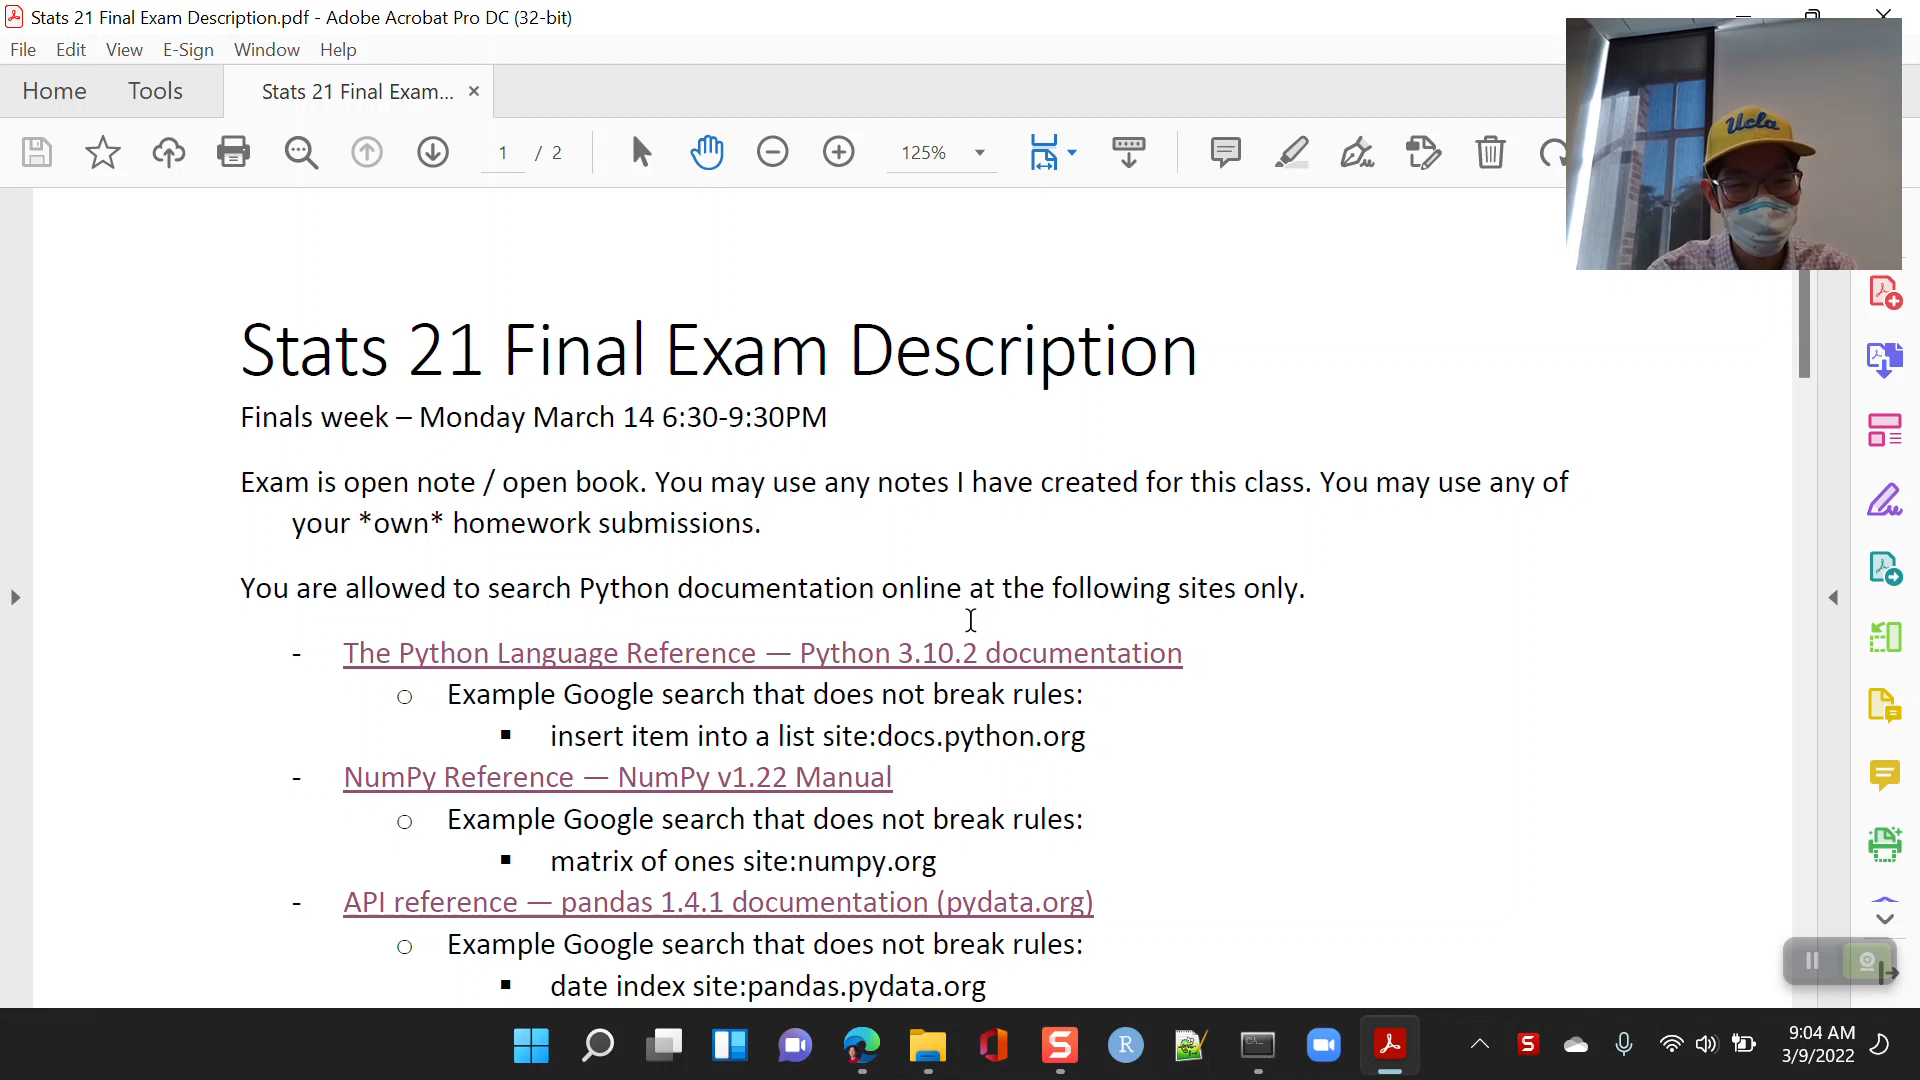 Stats 21 Final Exam Description.pdf - Adobe Acrobat Pro DC (32-bit)
File Edit View E-Sign Window Help
Home Tools Stats 21 Final Exam... ×
1 / 2 125%
Ucla
Stats 21 Final Exam Description
Finals week – Monday March 14 6:30-9:30PM
Exam is open note / open book. You may use any notes I have created for this class. You may use any of
your *own* homework submissions.
You are allowed to search Python documentation online at the following sites only.
- The Python Language Reference — Python 3.10.2 documentation
○ Example Google search that does not break rules:
▪ insert item into a list site:docs.python.org
- NumPy Reference — NumPy v1.22 Manual
○ Example Google search that does not break rules:
▪ matrix of ones site:numpy.org
- API reference — pandas 1.4.1 documentation (pydata.org)
○ Example Google search that does not break rules:
▪ date index site:pandas.pydata.org
9:04 AM
3/9/2022